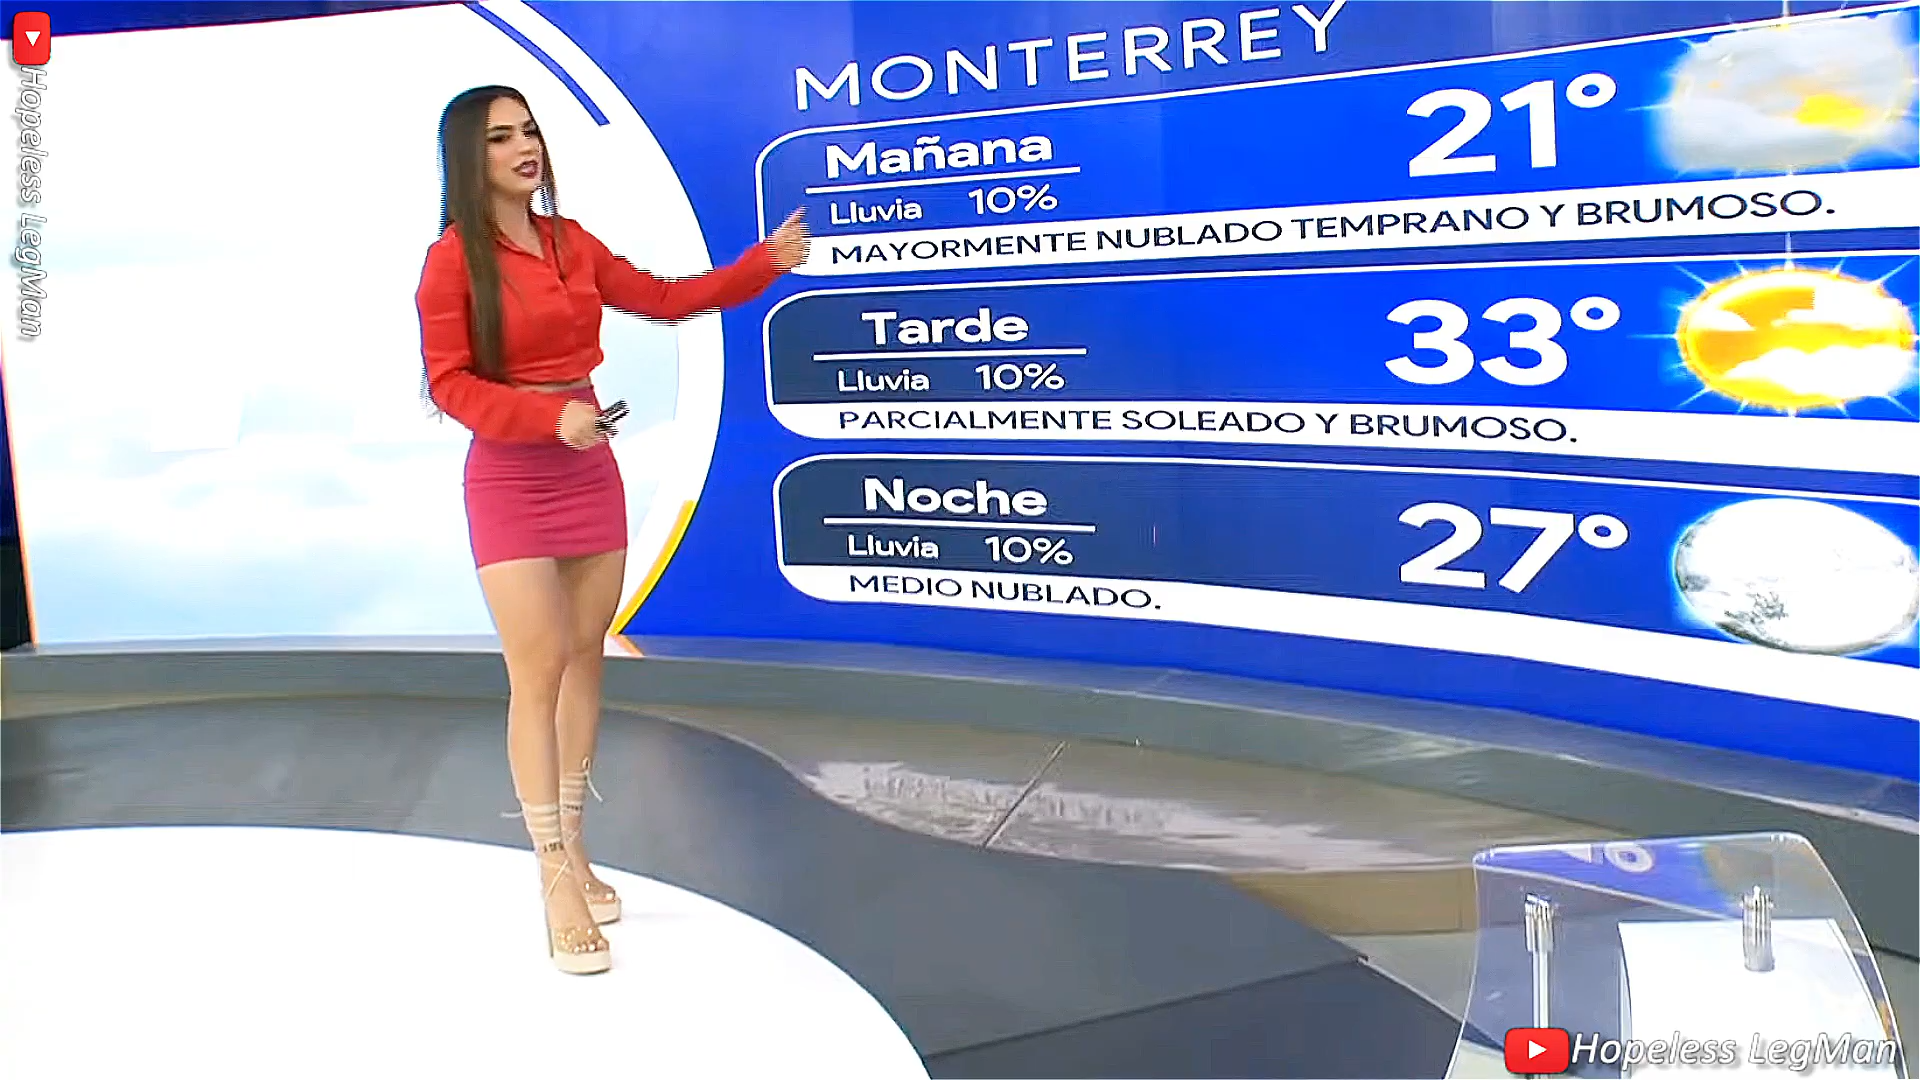 MONTERREY
Mañana
Lluvia 10%
21°
MAYORMENTE NUBLADO TEMPRANO Y BRUMOSO.
Tarde
Lluvia 10%
33°
PARCIALMENTE SOLEADO Y BRUMOSO.
Noche
Lluvia 10%
27°
MEDIO NUBLADO.
Hopeless LegMan
Hopeless LegMan